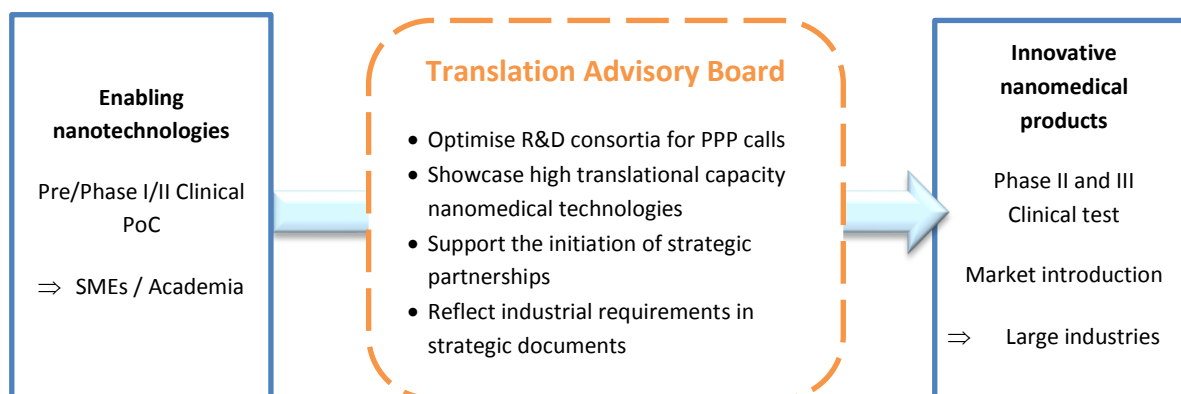 Enabling
nanotechnologies
Pre/Phase I/II Clinical
PoC
⇒ SMEs / Academia
Translation Advisory Board
• Optimise R&D consortia for PPP calls
• Showcase high translational capacity
nanomedical technologies
• Support the initiation of strategic
partnerships
• Reflect industrial requirements in
strategic documents
Innovative
nanomedical
products
Phase II and III
Clinical test
Market introduction
⇒ Large industries